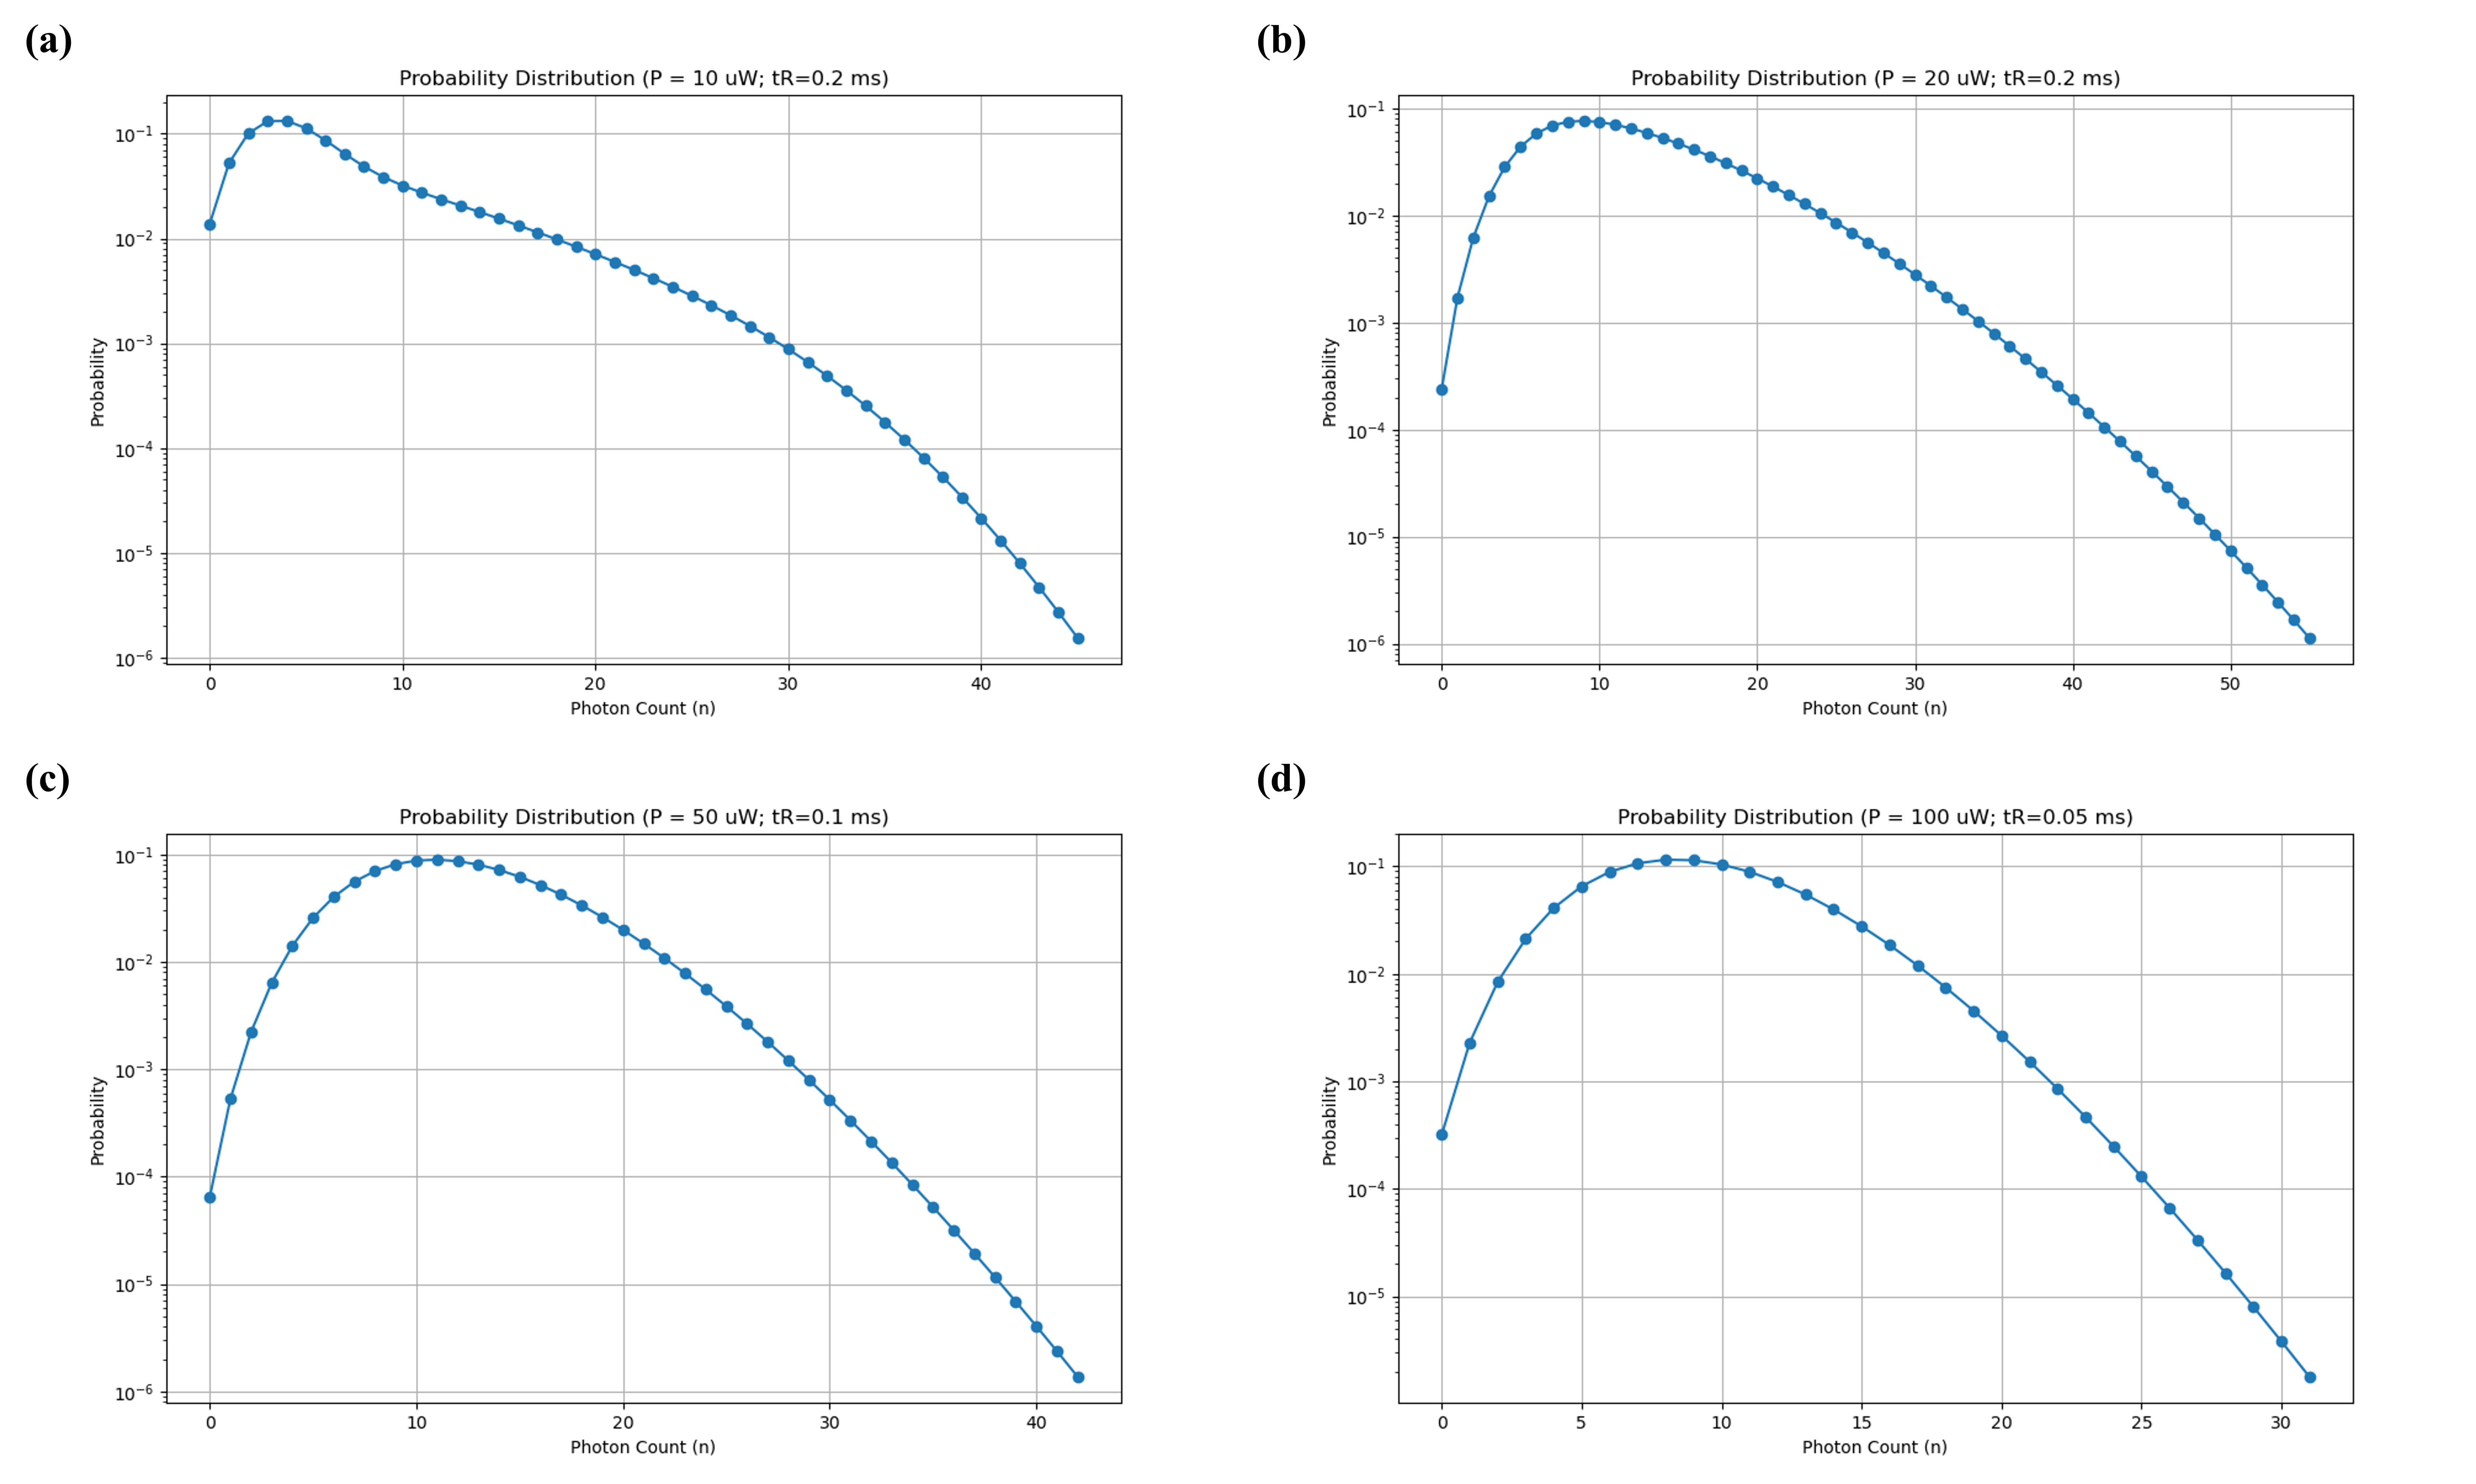 (a)
Probability Distribution (P = 10 uW; tR=0.2 ms)
10⁻¹
10⁻²
10⁻³
10⁻⁴
10⁻⁵
10⁻⁶
Probability
0 10 20 30 40
Photon Count (n)
(b)
Probability Distribution (P = 20 uW; tR=0.2 ms)
10⁻¹
10⁻²
10⁻³
10⁻⁴
10⁻⁵
10⁻⁶
Probability
0 10 20 30 40 50
Photon Count (n)
(c)
Probability Distribution (P = 50 uW; tR=0.1 ms)
10⁻¹
10⁻²
10⁻³
10⁻⁴
10⁻⁵
10⁻⁶
Probability
0 10 20 30 40
Photon Count (n)
(d)
Probability Distribution (P = 100 uW; tR=0.05 ms)
10⁻¹
10⁻²
10⁻³
10⁻⁴
10⁻⁵
Probability
0 5 10 15 20 25 30
Photon Count (n)